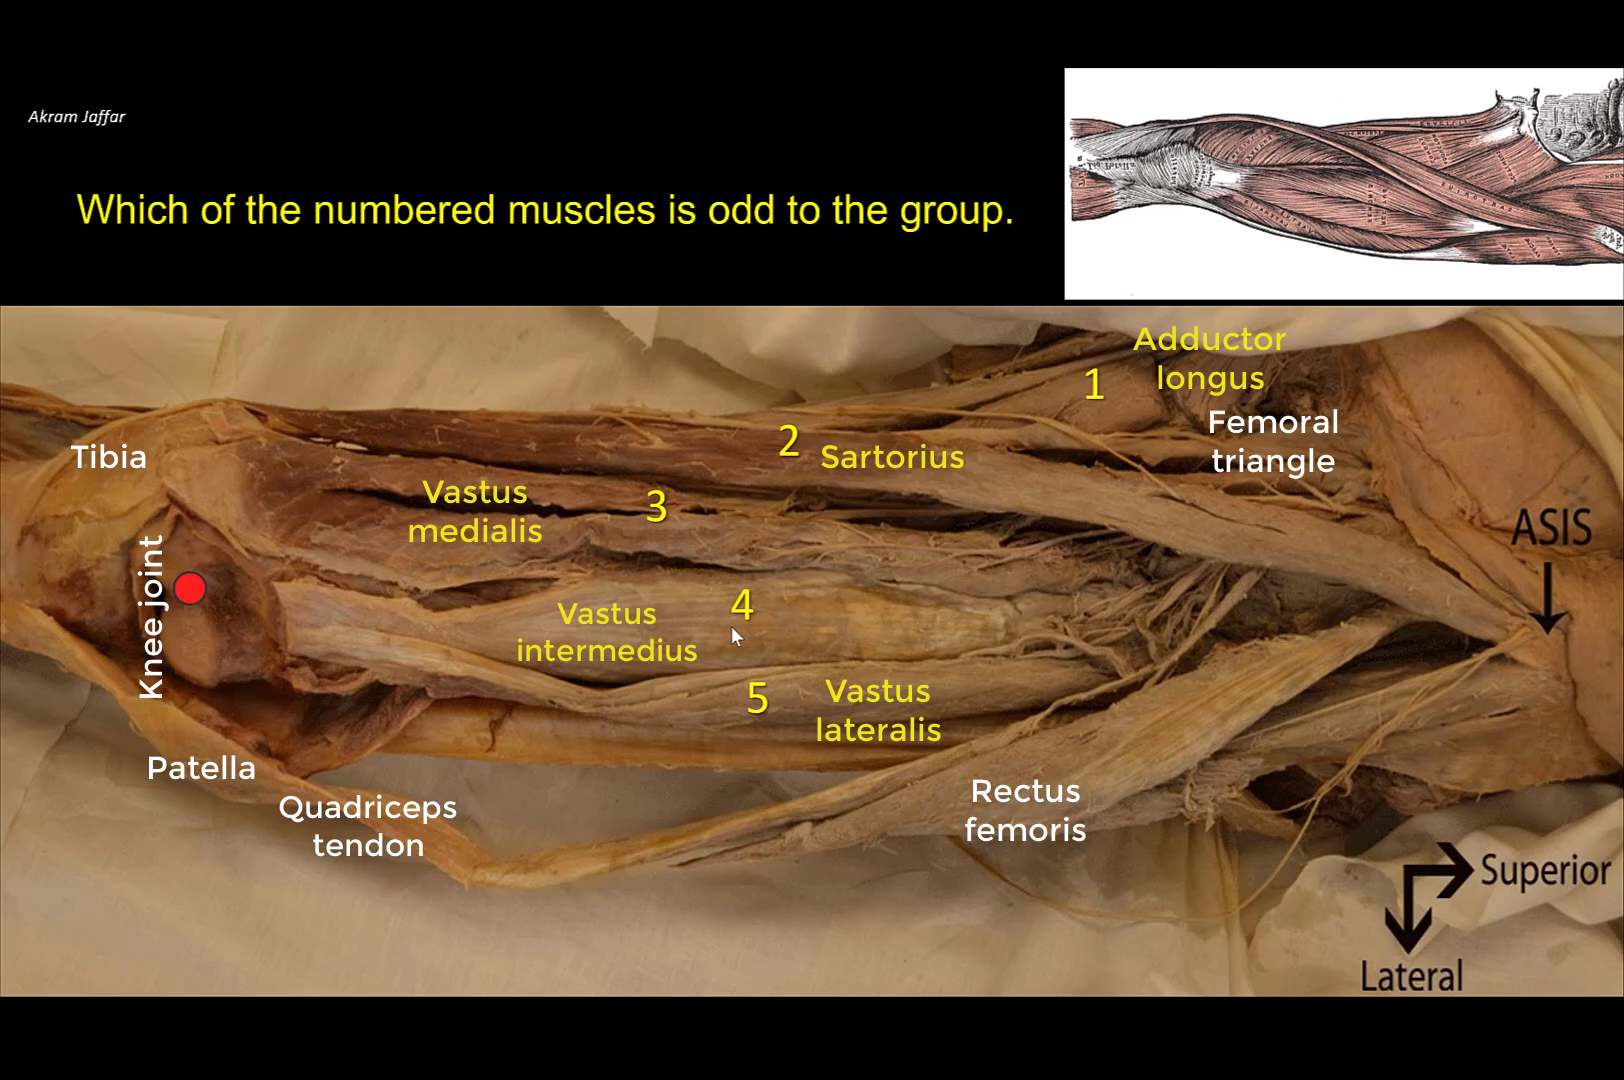 Akram Jaffar
Which of the numbered muscles is odd to the group.
Adductor
longus
1
Femoral
triangle
2
Sartorius
Tibia
Vastus
medialis
3
ASIS
Knee joint
Vastus
intermedius
4
5
Vastus
lateralis
Patella
Quadriceps
tendon
Rectus
femoris
Superior
Lateral